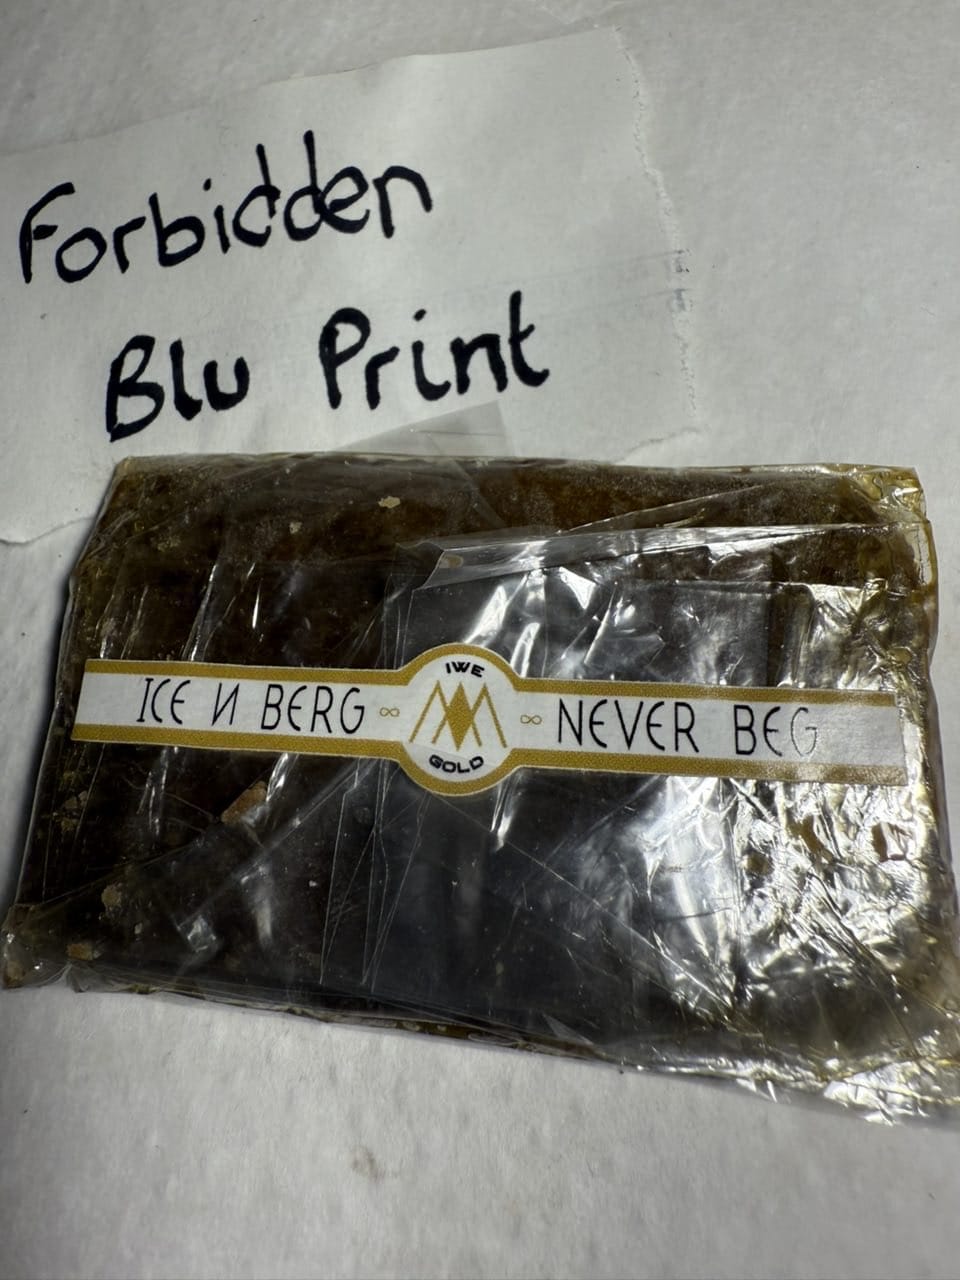 Forbidden
Blu Print
IWE
ICE И BERG ∞ ∞ NEVER BEG
GOLD